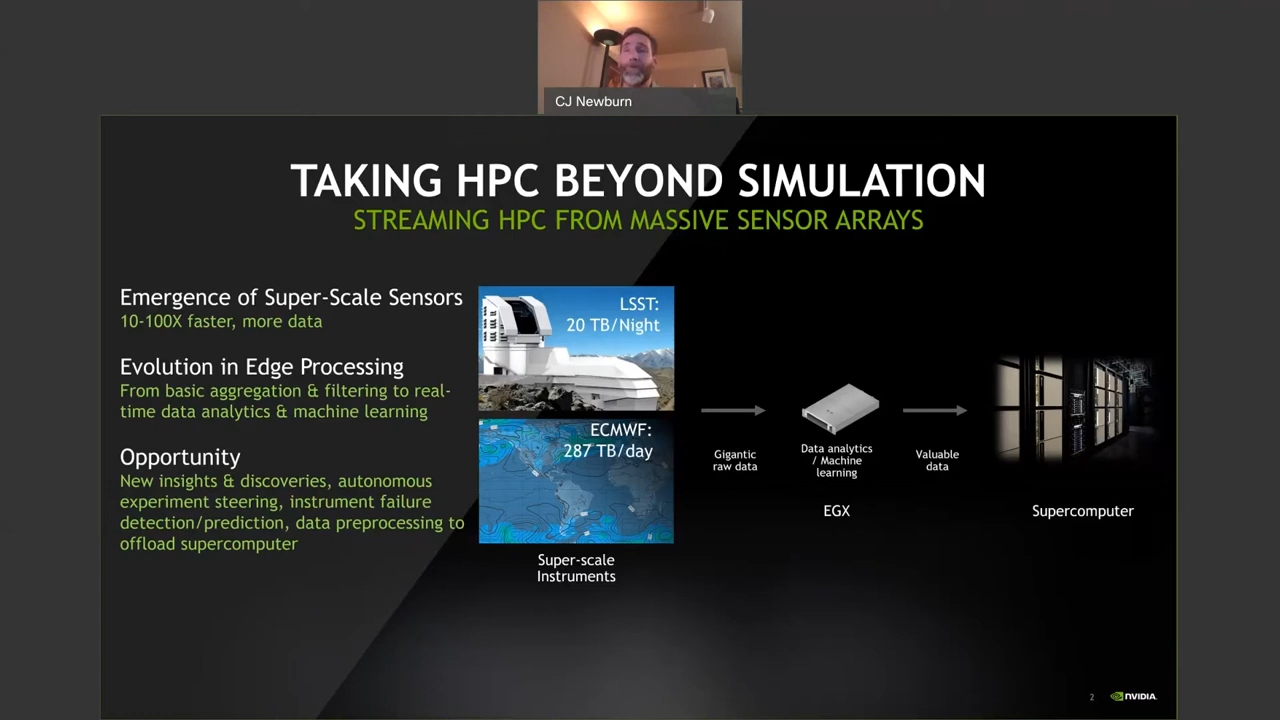 CJ Newburn
TAKING HPC BEYOND SIMULATION
STREAMING HPC FROM MASSIVE SENSOR ARRAYS
Emergence of Super-Scale Sensors
10-100X faster, more data
Evolution in Edge Processing
From basic aggregation & filtering to real-
time data analytics & machine learning
Opportunity
New insights & discoveries, autonomous
experiment steering, instrument failure
detection/prediction, data preprocessing to
offload supercomputer
LSST:
20 TB/Night
ECMWF:
287 TB/day
Super-scale
Instruments
Gigantic
raw data
Data analytics
/ Machine
learning
EGX
Valuable
data
Supercomputer
2
NVIDIA.